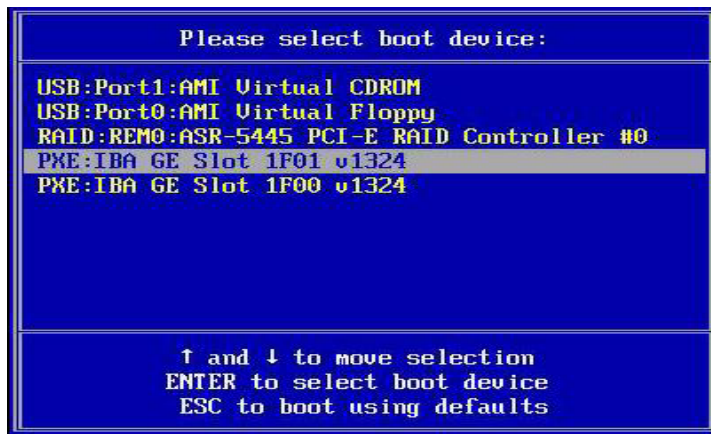 Please select boot device:
USB:Port1:AMI Virtual CDROM
USB:Port0:AMI Virtual Floppy
RAID:REM0:ASR-5445 PCI-E RAID Controller #0
PXE:IBA GE Slot 1F01 v1324
PXE:IBA GE Slot 1F00 v1324
↑ and ↓ to move selection
ENTER to select boot device
ESC to boot using defaults